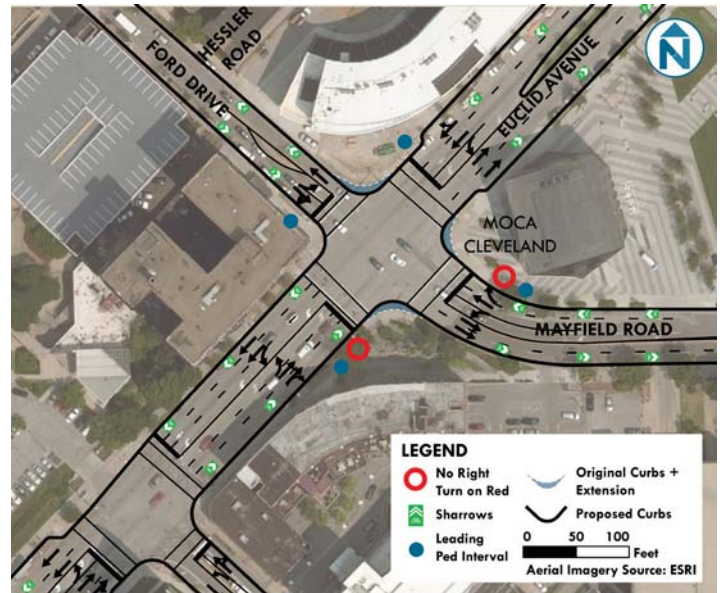 HESSLER
ROAD
FORD DRIVE
EUCLID AVENUE
N
MOCA
CLEVELAND
MAYFIELD ROAD
LEGEND
No Right
Turn on Red
Sharrows
Leading
Ped Interval
Original Curbs +
Extension
Proposed Curbs
0 50 100
Feet
Aerial Imagery Source: ESRI